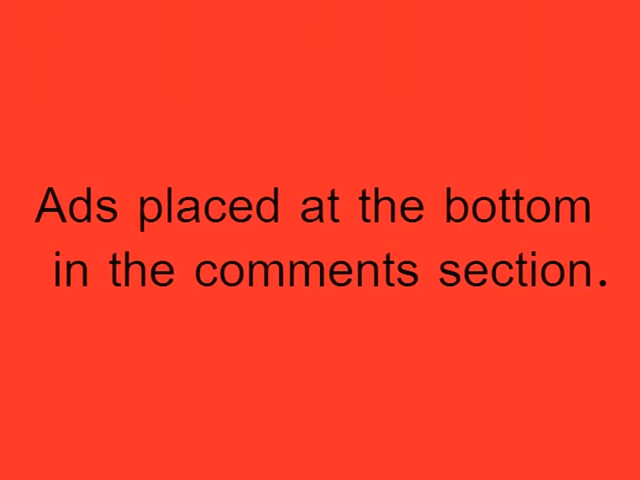 Ads placed at the bottom
in the comments section.